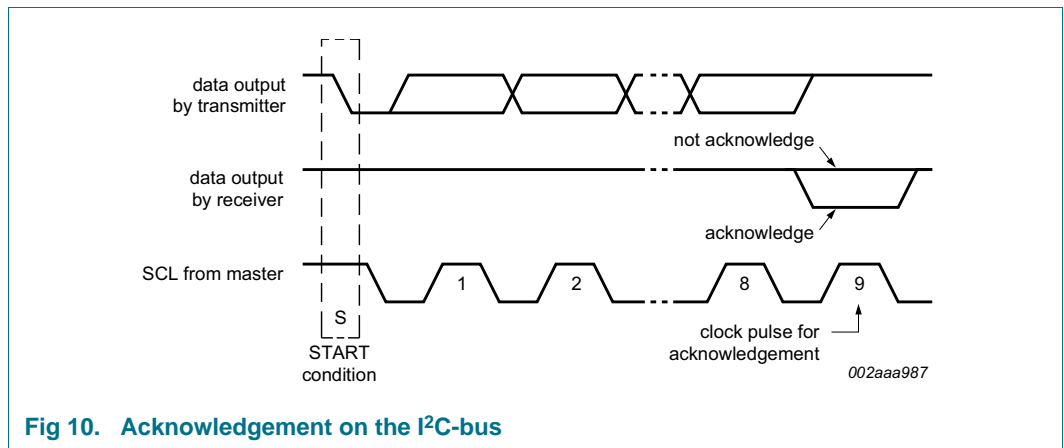 data output
by transmitter
not acknowledge
data output
by receiver
acknowledge
SCL from master
1
2
8
9
S
START
condition
clock pulse for
acknowledgement
002aaa987
Fig 10. Acknowledgement on the I²C-bus